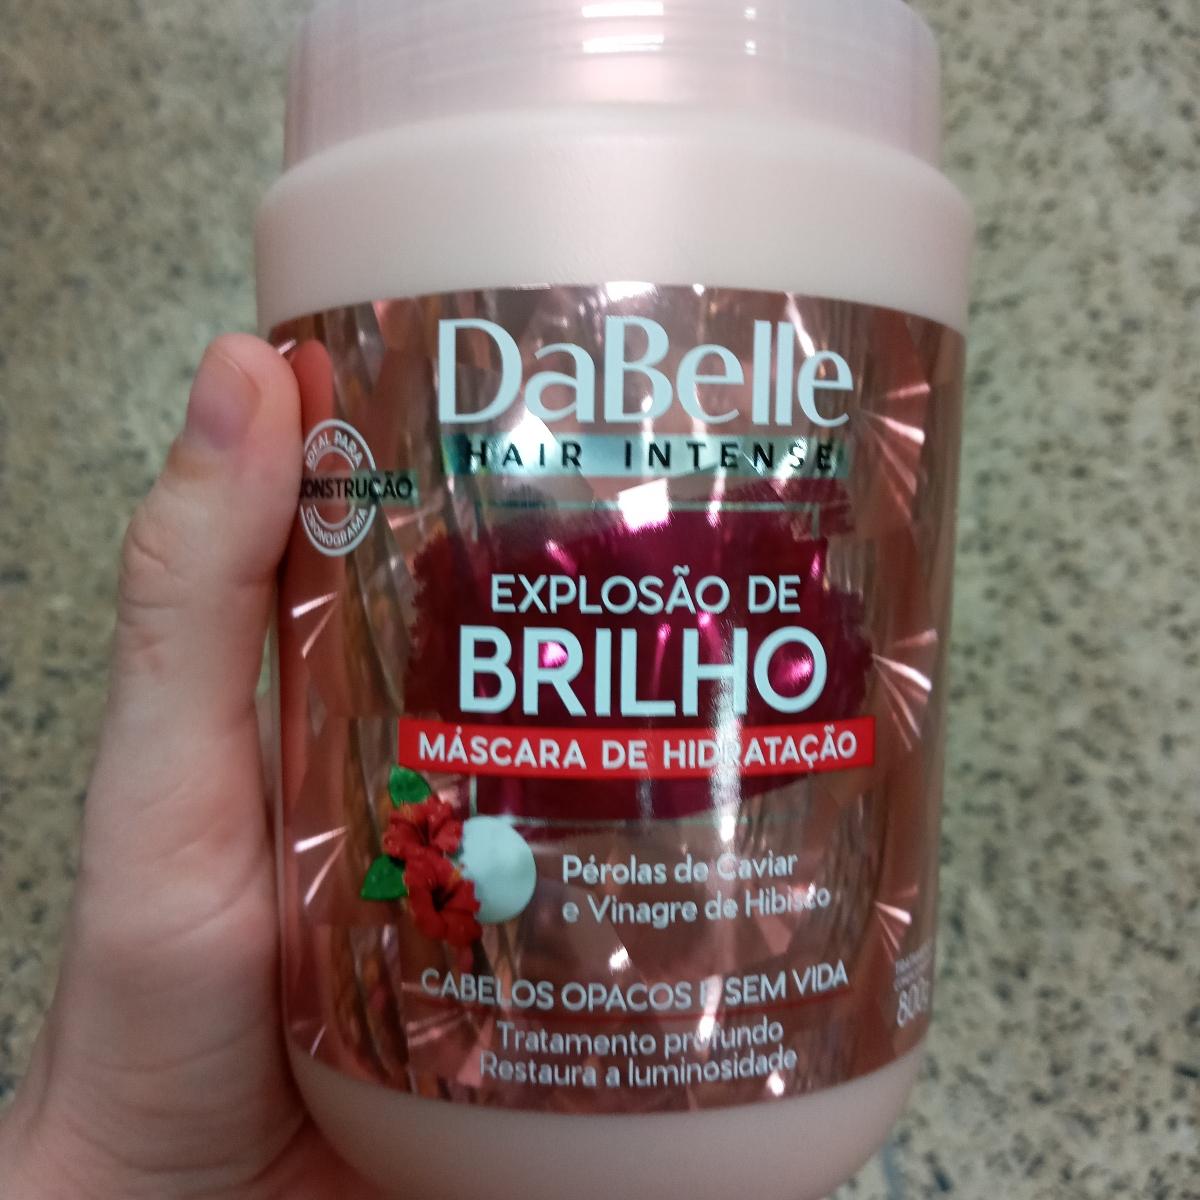 DaBelle
HAIR INTENSE
IDEAL PARA
CONSTRUÇÃO
CRONOGRAMA
EXPLOSÃO DE
BRILHO
MÁSCARA DE HIDRATAÇÃO
Pérolas de Caviar
e Vinagre de Hibisco
CABELOS OPACOS E SEM VIDA
Tratamento profundo
Restaura a luminosidade
800g